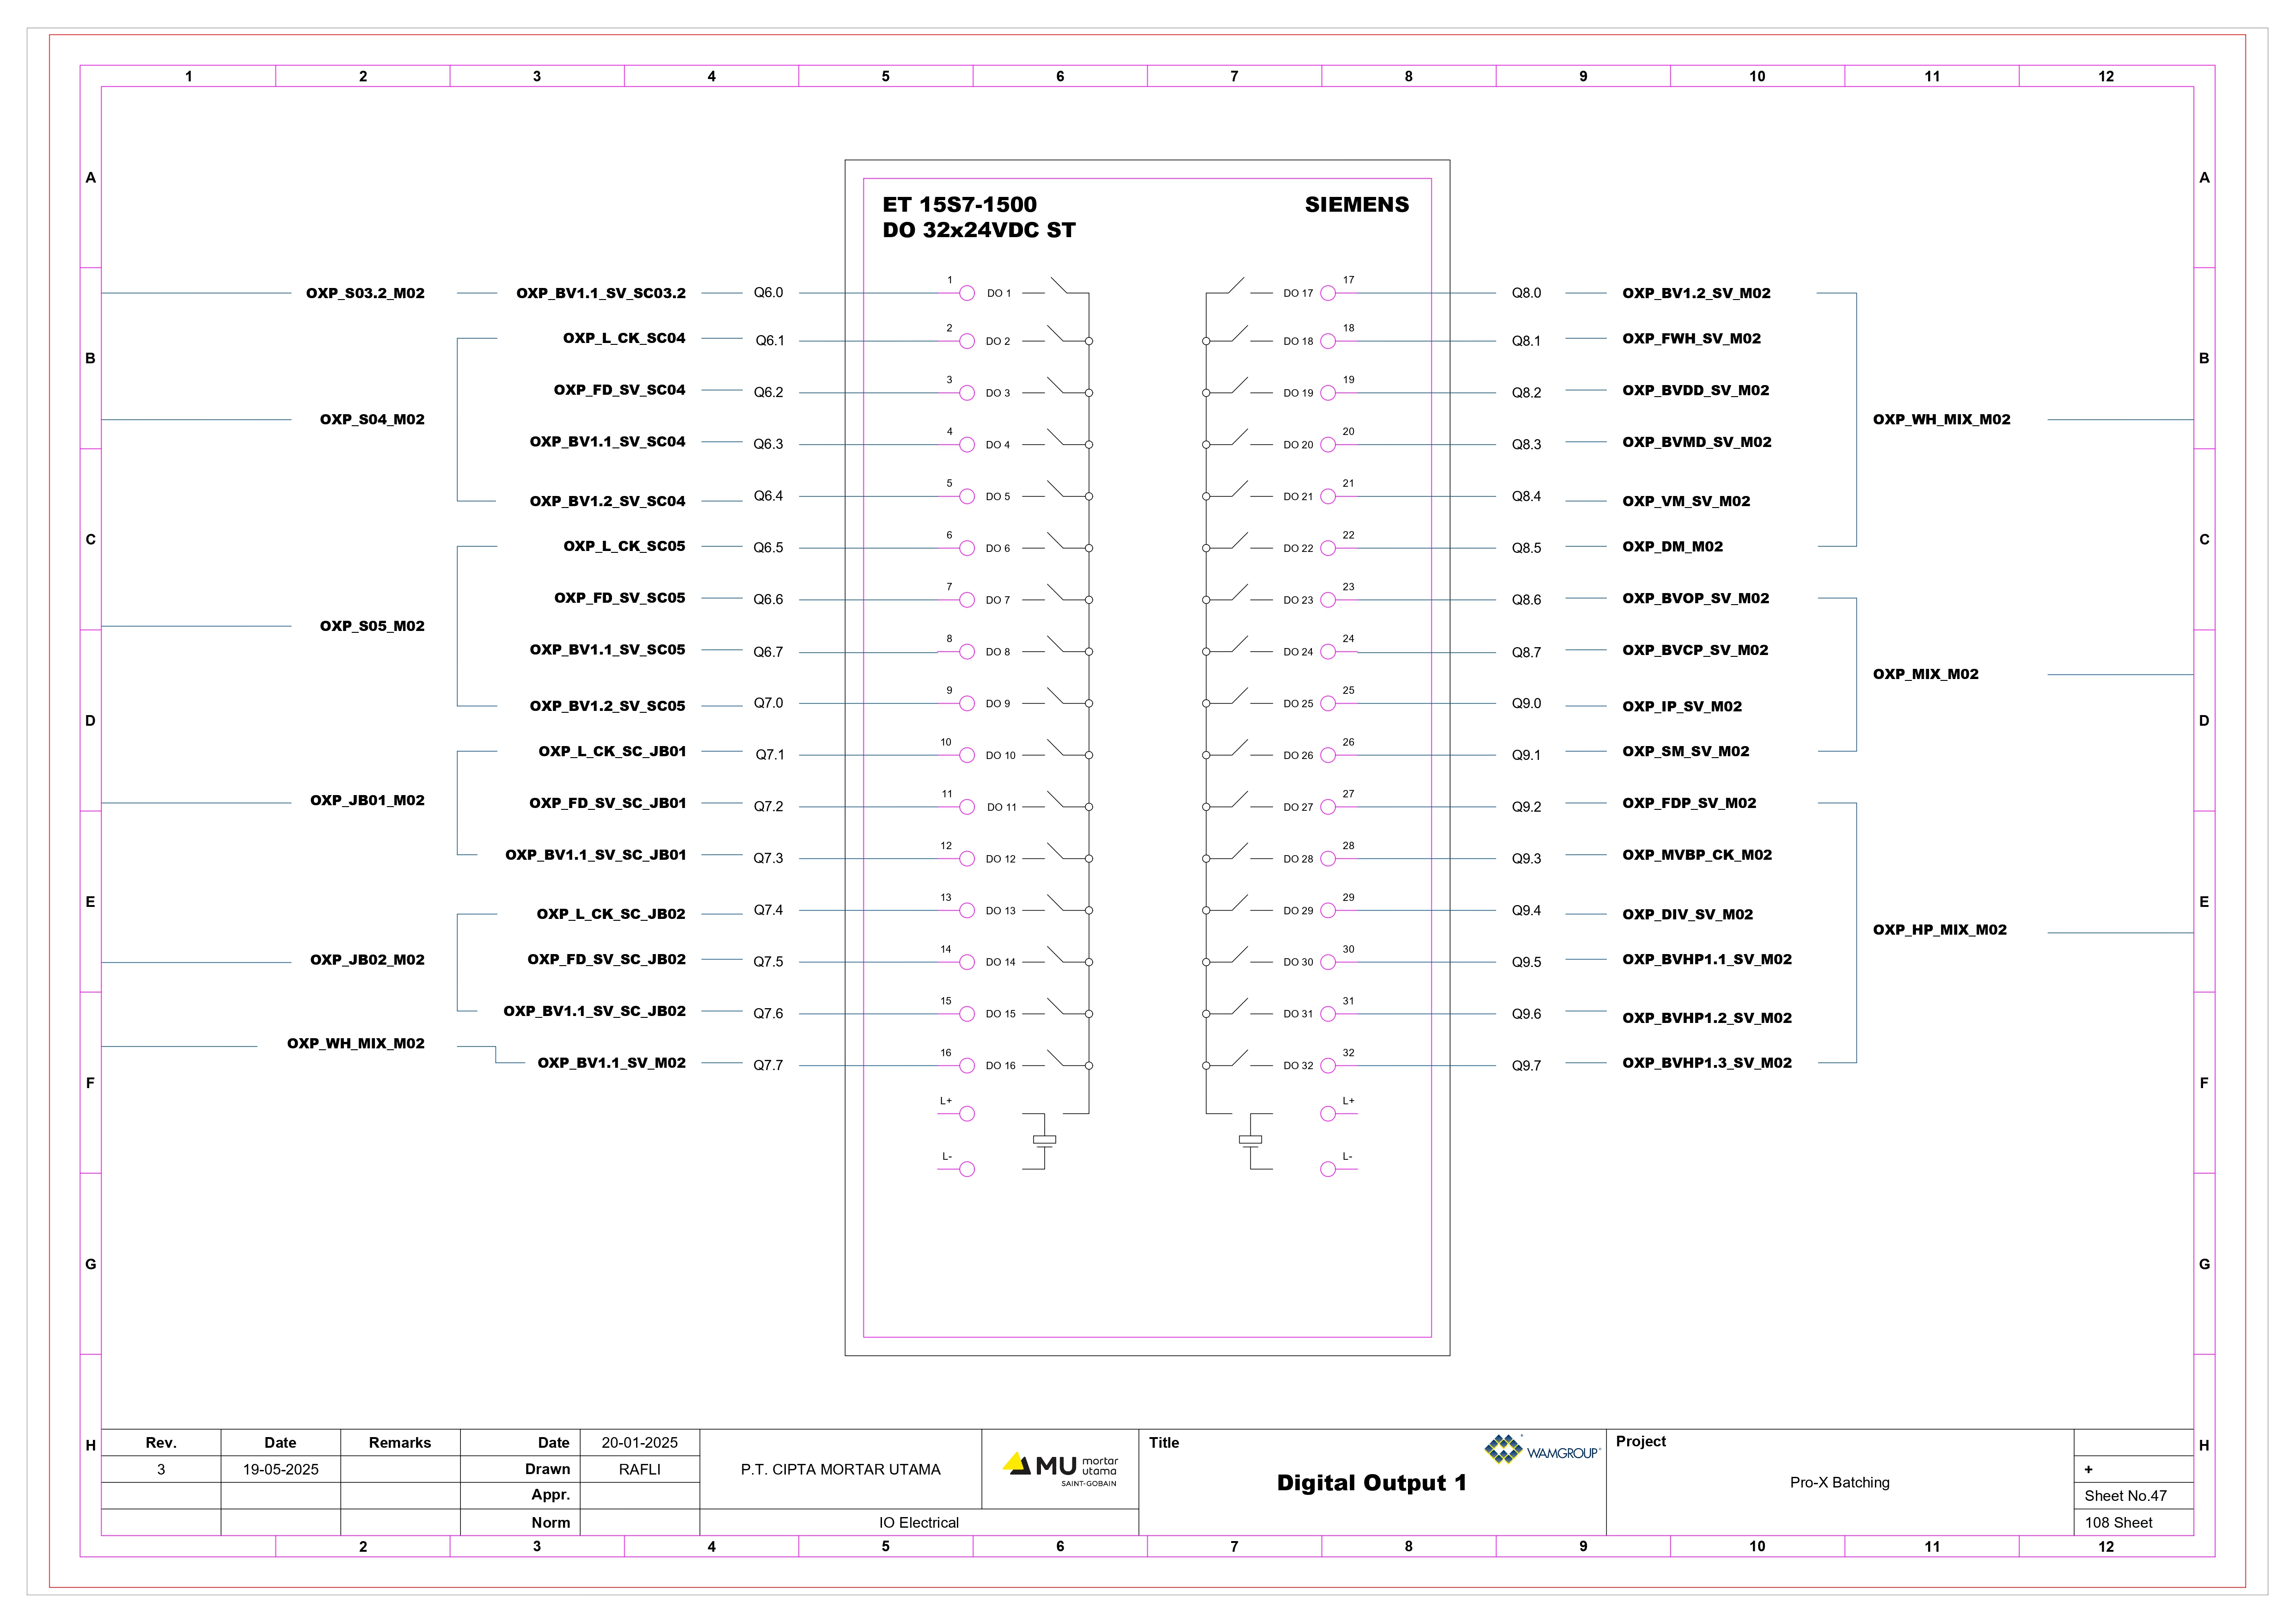 1 2 3 4 5 6 7 8 9 10 11 12
A A
ET 15S7-1500 SIEMENS
DO 32x24VDC ST
OXP_S03.2_M02 OXP_BV1.1_SV_SC03.2 Q6.0 1 DO 1 DO 17 17 Q8.0 OXP_BV1.2_SV_M02
OXP_L_CK_SC04 Q6.1 2 DO 2 DO 18 18 Q8.1 OXP_FWH_SV_M02
B B
OXP_FD_SV_SC04 Q6.2 3 DO 3 DO 19 19 Q8.2 OXP_BVDD_SV_M02
OXP_S04_M02 OXP_WH_MIX_M02
OXP_BV1.1_SV_SC04 Q6.3 4 DO 4 DO 20 20 Q8.3 OXP_BVMD_SV_M02
OXP_BV1.2_SV_SC04 Q6.4 5 DO 5 DO 21 21 Q8.4 OXP_VM_SV_M02
C C
OXP_L_CK_SC05 Q6.5 6 DO 6 DO 22 22 Q8.5 OXP_DM_M02
OXP_FD_SV_SC05 Q6.6 7 DO 7 DO 23 23 Q8.6 OXP_BVOP_SV_M02
OXP_S05_M02
OXP_BV1.1_SV_SC05 Q6.7 8 DO 8 DO 24 24 Q8.7 OXP_BVCP_SV_M02
OXP_MIX_M02
OXP_BV1.2_SV_SC05 Q7.0 9 DO 9 DO 25 25 Q9.0 OXP_IP_SV_M02
D D
OXP_L_CK_SC_JB01 Q7.1 10 DO 10 DO 26 26 Q9.1 OXP_SM_SV_M02
OXP_JB01_M02 OXP_FD_SV_SC_JB01 Q7.2 11 DO 11 DO 27 27 Q9.2 OXP_FDP_SV_M02
OXP_BV1.1_SV_SC_JB01 Q7.3 12 DO 12 DO 28 28 Q9.3 OXP_MVBP_CK_M02
E E
OXP_L_CK_SC_JB02 Q7.4 13 DO 13 DO 29 29 Q9.4 OXP_DIV_SV_M02
OXP_HP_MIX_M02
OXP_JB02_M02 OXP_FD_SV_SC_JB02 Q7.5 14 DO 14 DO 30 30 Q9.5 OXP_BVHP1.1_SV_M02
OXP_BV1.1_SV_SC_JB02 Q7.6 15 DO 15 DO 31 31 Q9.6 OXP_BVHP1.2_SV_M02
OXP_WH_MIX_M02
OXP_BV1.1_SV_M02 Q7.7 16 DO 16 DO 32 32 Q9.7 OXP_BVHP1.3_SV_M02
F F
L+ L+
L- L-
G G
H H
Rev. Date Remarks Date 20-01-2025
3 19-05-2025 Drawn RAFLI
Appr.
Norm
P.T. CIPTA MORTAR UTAMA
MU mortar utama
SAINT-GOBAIN
IO Electrical
Title
WAMGROUP®
Digital Output 1
Project
Pro-X Batching
+
Sheet No.47
108 Sheet
2 3 4 5 6 7 8 9 10 11 12